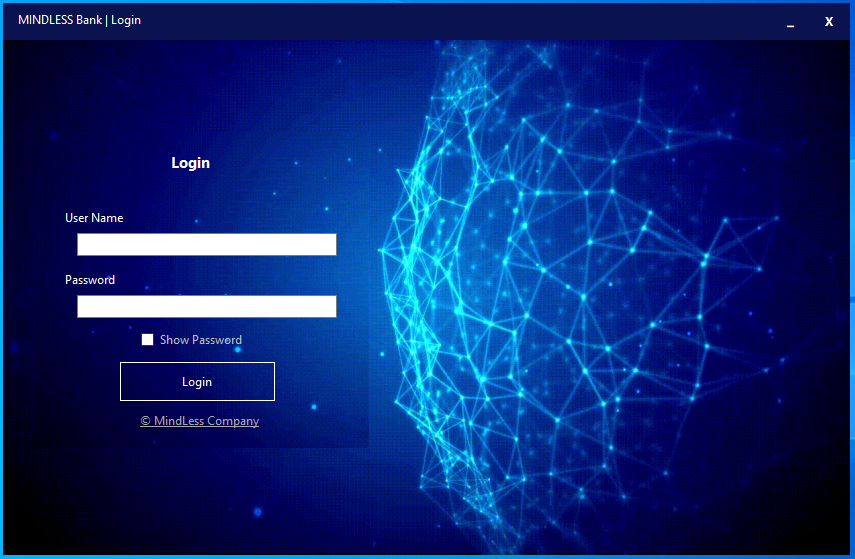 MINDLESS Bank | Login
_ X
Login
User Name
Password
Show Password
Login
© MindLess Company